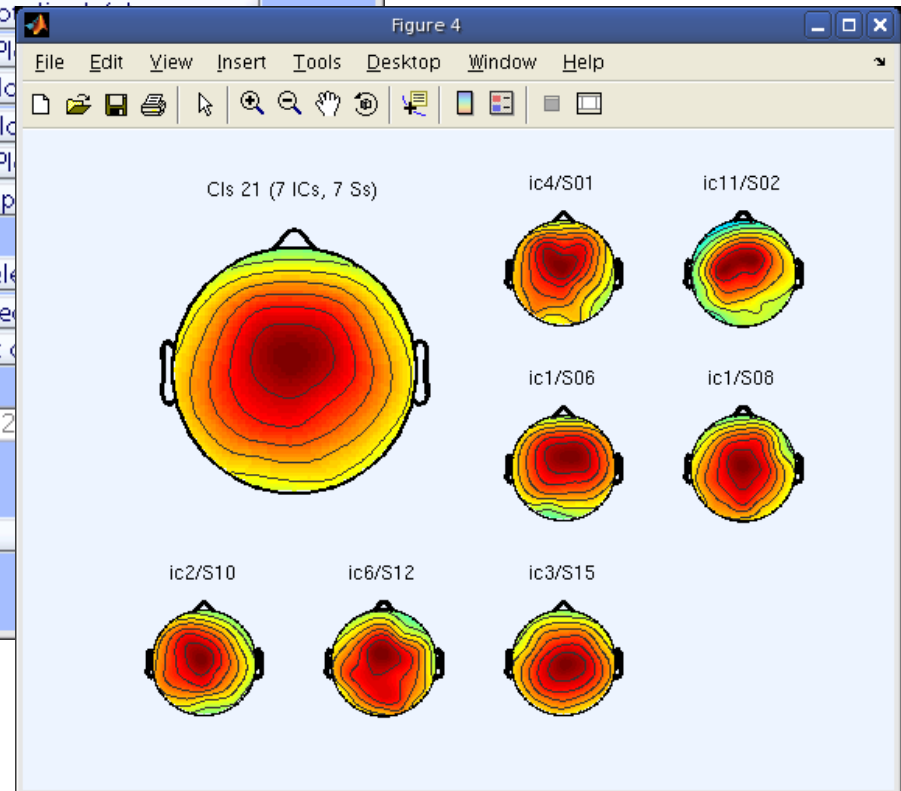 Figure 4
File Edit View Insert Tools Desktop Window Help
Cls 21 (7 ICs, 7 Ss)
ic4/S01
ic11/S02
ic1/S06
ic1/S08
ic2/S10
ic6/S12
ic3/S15